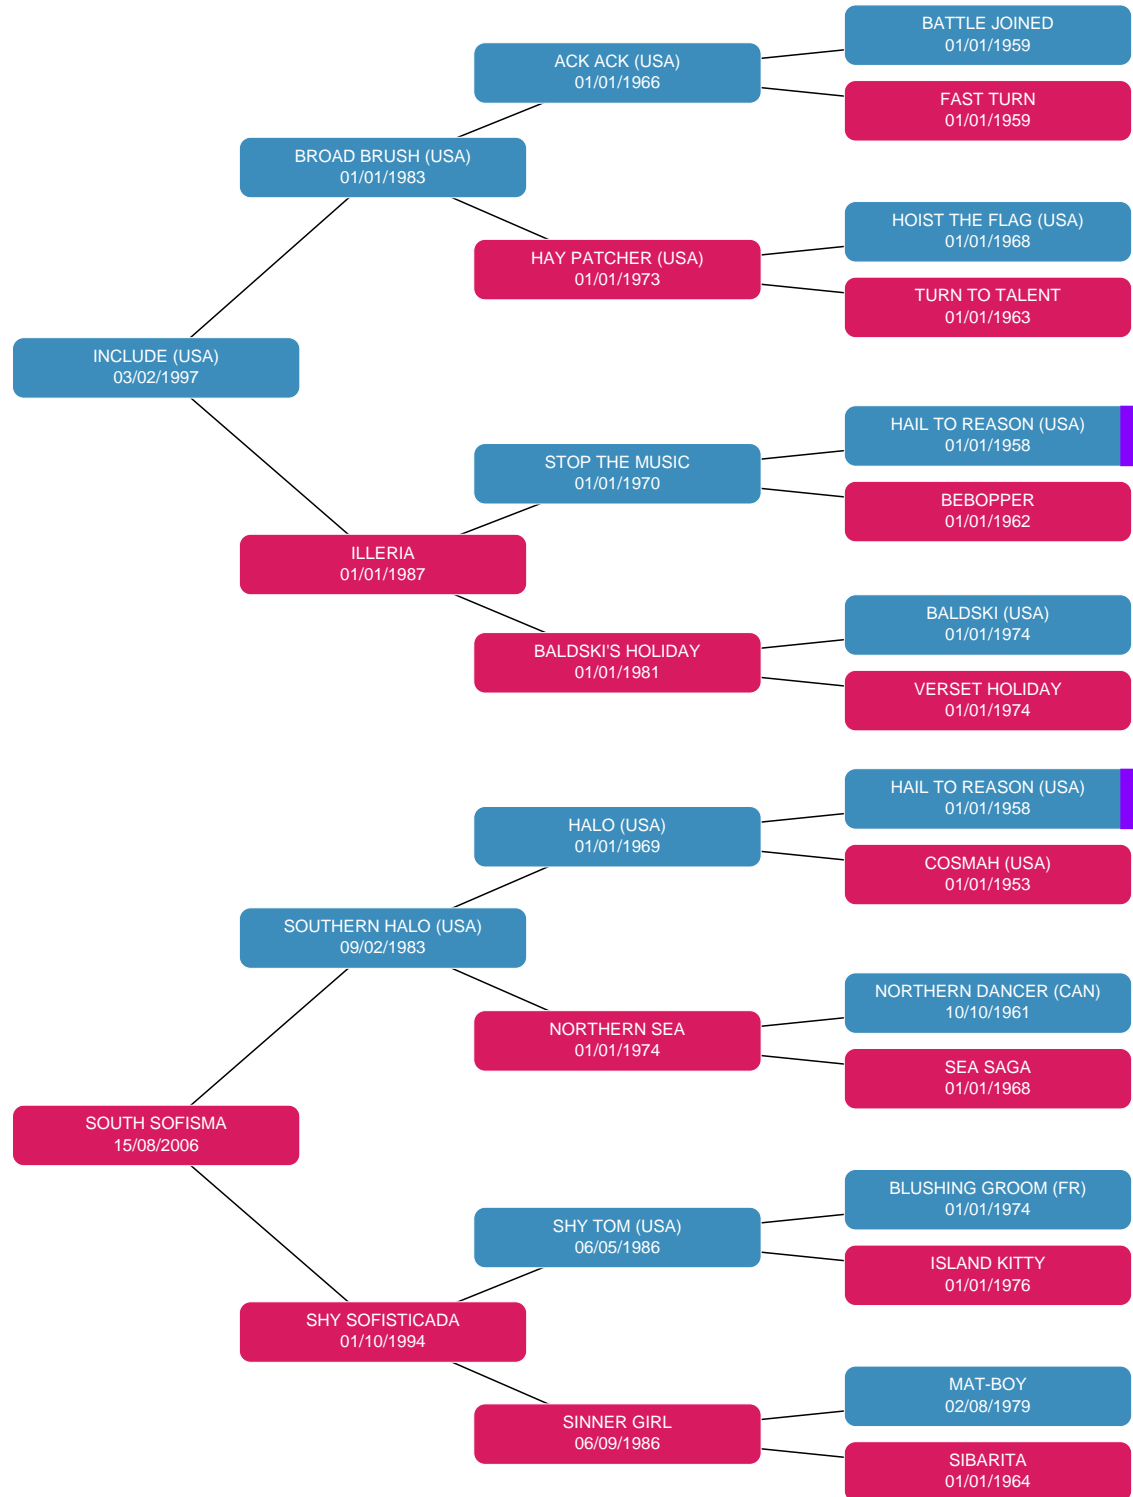 BATTLE JOINED
01/01/1959
ACK ACK (USA)
01/01/1966
FAST TURN
01/01/1959
BROAD BRUSH (USA)
01/01/1983
HOIST THE FLAG (USA)
01/01/1968
HAY PATCHER (USA)
01/01/1973
TURN TO TALENT
01/01/1963
INCLUDE (USA)
03/02/1997
HAIL TO REASON (USA)
01/01/1958
STOP THE MUSIC
01/01/1970
BEBOPPER
01/01/1962
ILLERIA
01/01/1987
BALDSKI (USA)
01/01/1974
BALDSKI'S HOLIDAY
01/01/1981
VERSET HOLIDAY
01/01/1974
HAIL TO REASON (USA)
01/01/1958
HALO (USA)
01/01/1969
COSMAH (USA)
01/01/1953
SOUTHERN HALO (USA)
09/02/1983
NORTHERN DANCER (CAN)
10/10/1961
NORTHERN SEA
01/01/1974
SEA SAGA
01/01/1968
SOUTH SOFISMA
15/08/2006
BLUSHING GROOM (FR)
01/01/1974
SHY TOM (USA)
06/05/1986
ISLAND KITTY
01/01/1976
SHY SOFISTICADA
01/10/1994
MAT-BOY
02/08/1979
SINNER GIRL
06/09/1986
SIBARITA
01/01/1964